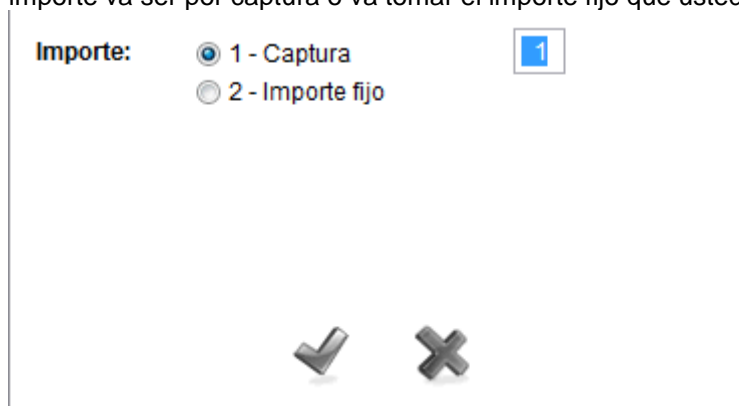 importe va ser por captura o va tomar el importe fijo que usted
Importe: 1 - Captura 1
2 - Importe fijo